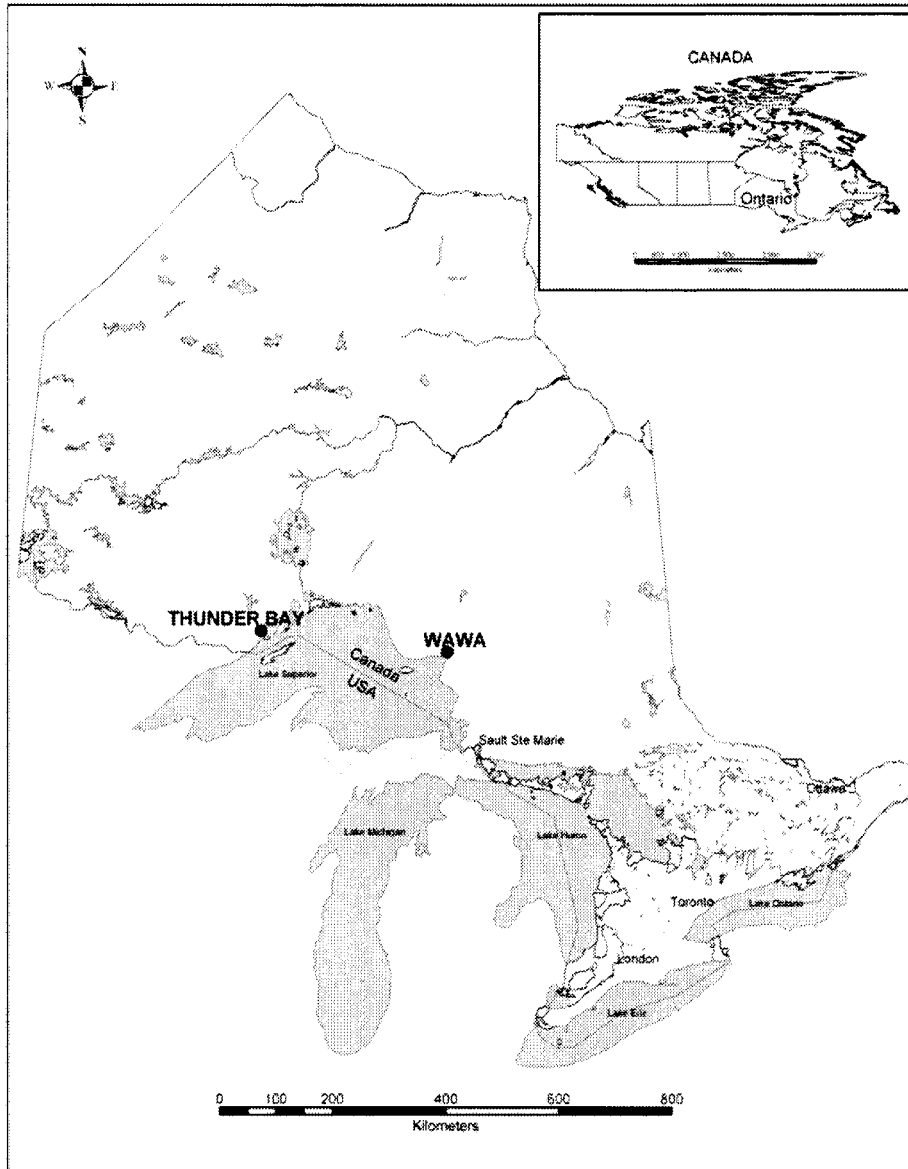 N
W E
S
CANADA
Ontario
THUNDER BAY
WAWA
Lake Superior
Canada
USA
Sault Ste Marie
Ottawa
Lake Michigan
Lake Huron
Toronto
Lake Ontario
London
Lake Erie
0 100 200 400 600 800
Kilometers